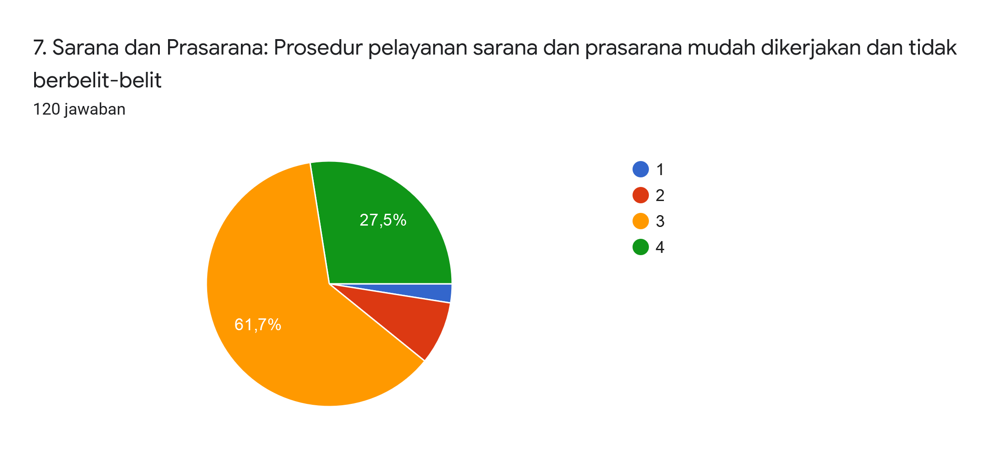 7. Sarana dan Prasarana: Prosedur pelayanan sarana dan prasarana mudah dikerjakan dan tidak
berbelit-belit
120 jawaban
1
2
3
4
27,5%
61,7%